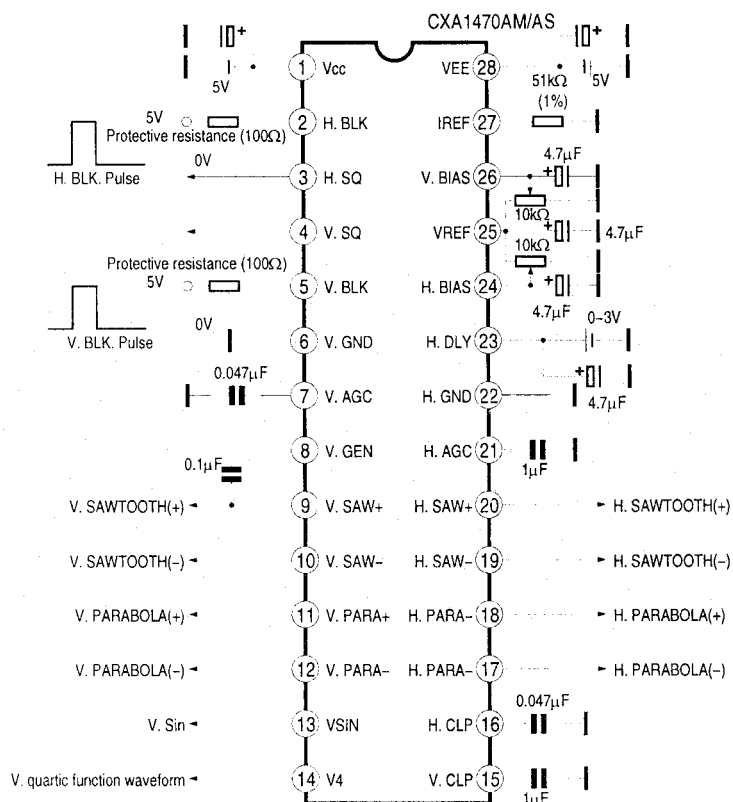 CXA1470AM/AS
+ +
5V 1 Vcc VEE 28 5V
51kΩ
(1%)
5V 2 H. BLK IREF 27
Protective resistance (100Ω)
0V
H. BLK. Pulse
3 H. SQ V. BIAS 26 + 4.7µF
10kΩ
4 V. SQ VREF 25 + 4.7µF
10kΩ
Protective resistance (100Ω)
5V 5 V. BLK H. BIAS 24 +
4.7µF
0V
V. BLK. Pulse
6 V. GND H. DLY 23 0~3V
0.047µF
7 V. AGC H. GND 22 + 4.7µF
8 V. GEN H. AGC 21 1µF
0.1µF
V. SAWTOOTH(+) 9 V. SAW+ H. SAW+ 20 H. SAWTOOTH(+)
V. SAWTOOTH(−) 10 V. SAW− H. SAW− 19 H. SAWTOOTH(−)
V. PARABOLA(+) 11 V. PARA+ H. PARA− 18 H. PARABOLA(+)
V. PARABOLA(−) 12 V. PARA− H. PARA− 17 H. PARABOLA(−)
0.047µF
V. Sin 13 VSiN H. CLP 16
V. quartic function waveform 14 V4 V. CLP 15
1µF